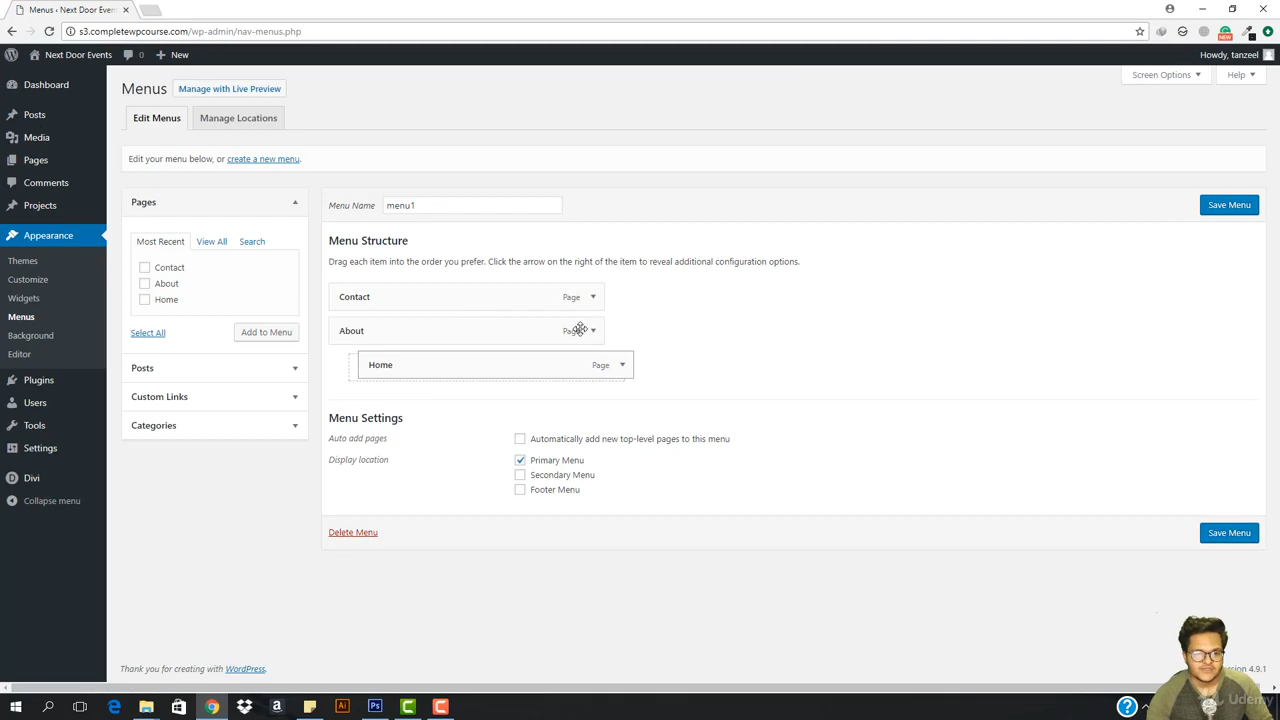 Menus ‹ Next Door Events
s3.completewpcourse.com/wp-admin/nav-menus.php
Next Door Events 0 New Howdy, tanzeel
Screen Options Help
Menus Manage with Live Preview
Edit Menus Manage Locations
Edit your menu below, or create a new menu.
Dashboard
Posts
Media
Pages
Comments
Projects
Appearance
Themes
Customize
Widgets
Menus
Background
Editor
Plugins
Users
Tools
Settings
Divi
Collapse menu
Pages
Most Recent View All Search
Contact
About
Home
Select All Add to Menu
Posts
Custom Links
Categories
Menu Name menu1 Save Menu
Menu Structure
Drag each item into the order you prefer. Click the arrow on the right of the item to reveal additional configuration options.
Contact Page
About
Home Page
Menu Settings
Auto add pages Automatically add new top-level pages to this menu
Display location Primary Menu
Secondary Menu
Footer Menu
Delete Menu Save Menu
Thank you for creating with WordPress. 4.9.1
Udemy